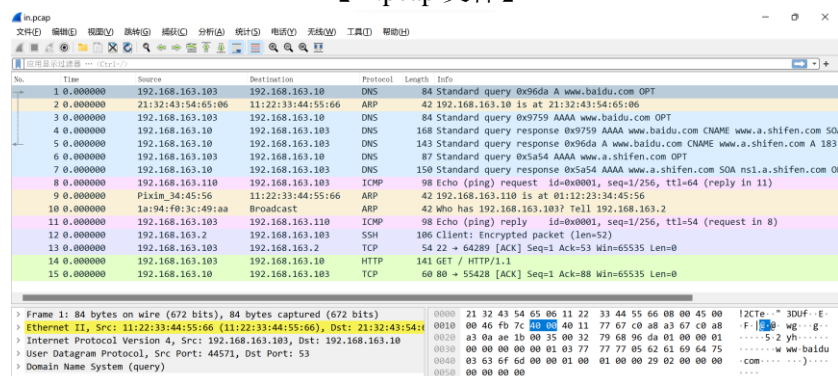 in.pcap
文件(F) 编辑(E) 视图(V) 跳转(G) 捕获(C) 分析(A) 统计(S) 电话(Y) 无线(W) 工具(T) 帮助(H)
应用显示过滤器 … <Ctrl-/>
No. Time Source Destination Protocol Length Info
1 0.000000 192.168.163.103 192.168.163.10 DNS 84 Standard query 0x96da A www.baidu.com OPT
2 0.000000 21:32:43:54:65:06 11:22:33:44:55:66 ARP 42 192.168.163.10 is at 21:32:43:54:65:06
3 0.000000 192.168.163.103 192.168.163.10 DNS 84 Standard query 0x9759 AAAA www.baidu.com OPT
4 0.000000 192.168.163.10 192.168.163.103 DNS 168 Standard query response 0x9759 AAAA www.baidu.com CNAME www.a.shifen.com SO
5 0.000000 192.168.163.10 192.168.163.103 DNS 143 Standard query response 0x96da A www.baidu.com CNAME www.a.shifen.com A 183
6 0.000000 192.168.163.103 192.168.163.10 DNS 87 Standard query 0x5a54 AAAA www.a.shifen.com OPT
7 0.000000 192.168.163.10 192.168.163.103 DNS 150 Standard query response 0x5a54 AAAA www.a.shifen.com SOA ns1.a.shifen.com O
8 0.000000 192.168.163.110 192.168.163.103 ICMP 98 Echo (ping) request id=0x0001, seq=1/256, ttl=64 (reply in 11)
9 0.000000 Pixim_34:45:56 11:22:33:44:55:66 ARP 42 192.168.163.110 is at 01:12:23:34:45:56
10 0.000000 1a:94:f0:3c:49:aa Broadcast ARP 42 Who has 192.168.163.103? Tell 192.168.163.2
11 0.000000 192.168.163.103 192.168.163.110 ICMP 98 Echo (ping) reply id=0x0001, seq=1/256, ttl=54 (request in 8)
12 0.000000 192.168.163.2 192.168.163.103 SSH 106 Client: Encrypted packet (len=52)
13 0.000000 192.168.163.103 192.168.163.2 TCP 54 22 → 64289 [ACK] Seq=1 Ack=53 Win=65535 Len=0
14 0.000000 192.168.163.103 192.168.163.10 HTTP 141 GET / HTTP/1.1
15 0.000000 192.168.163.10 192.168.163.103 TCP 60 80 → 55428 [ACK] Seq=1 Ack=88 Win=65535 Len=0
> Frame 1: 84 bytes on wire (672 bits), 84 bytes captured (672 bits)
> Ethernet II, Src: 11:22:33:44:55:66 (11:22:33:44:55:66), Dst: 21:32:43:54:6
> Internet Protocol Version 4, Src: 192.168.163.103, Dst: 192.168.163.10
> User Datagram Protocol, Src Port: 44571, Dst Port: 53
> Domain Name System (query)
0000 21 32 43 54 65 06 11 22 33 44 55 66 08 00 45 00 !2CTe··" 3DUf··E·
0010 00 46 fb 7c 40 00 40 11 77 67 c0 a8 a3 67 c0 a8 ·F·|@·@· wg···g··
0020 a3 0a ae 1b 00 35 00 32 79 68 96 da 01 00 00 01 ·····5·2 yh······
0030 00 00 00 00 00 01 03 77 77 77 05 62 61 69 64 75 ·······w ww·baidu
0040 03 63 6f 6d 00 00 01 00 01 00 00 29 02 00 00 00 ·com···· ···)····
0050 00 00 00 00 ····